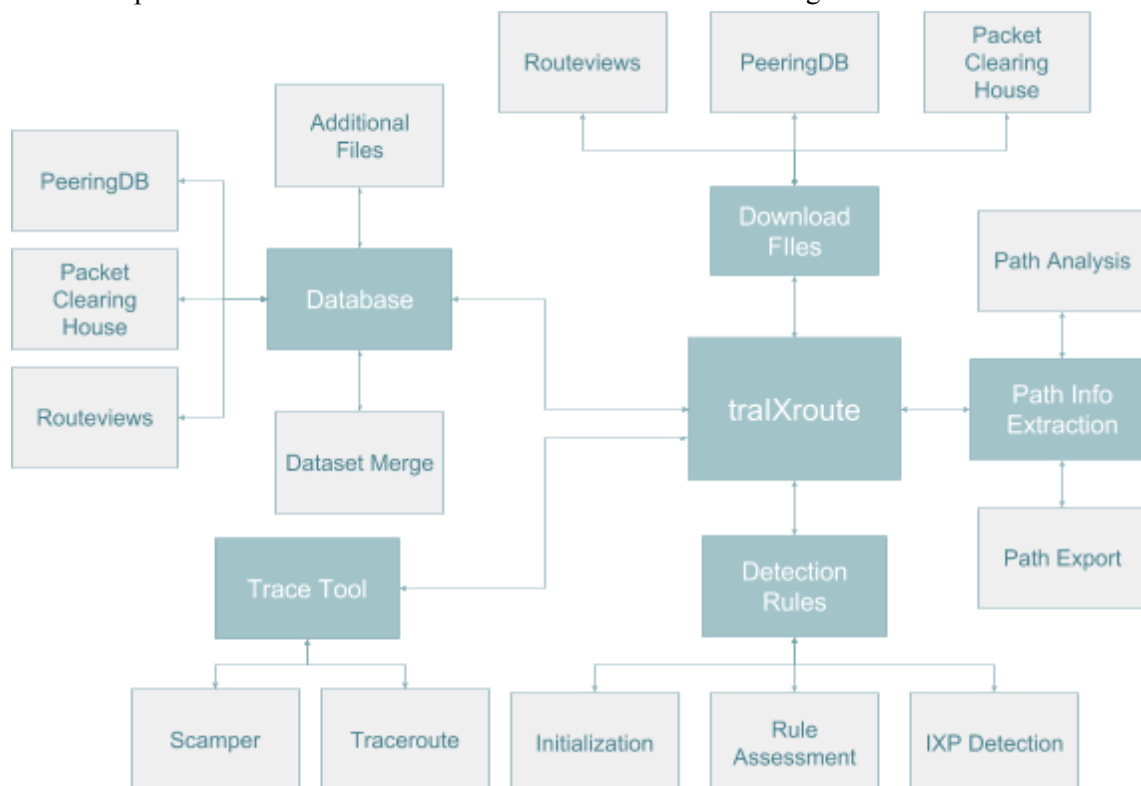 Routeviews
PeeringDB
Packet
Clearing
House
Additional
Files
PeeringDB
Download
FIles
Path Analysis
Packet
Clearing
House
Database
traIXroute
Path Info
Extraction
Routeviews
Dataset Merge
Trace Tool
Detection
Rules
Path Export
Scamper
Traceroute
Initialization
Rule
Assessment
IXP Detection